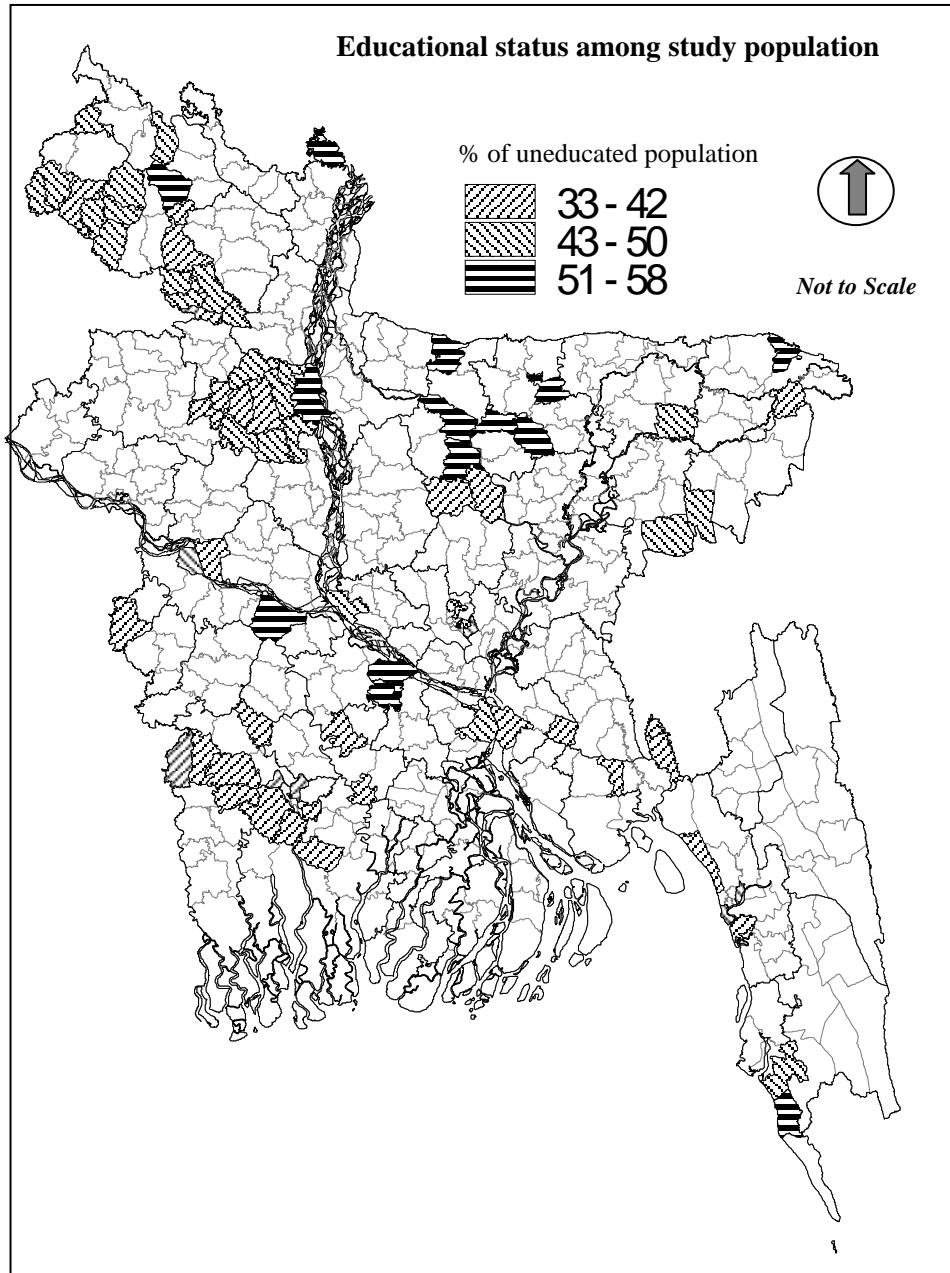 Educational status among study population
% of uneducated population
33 - 42
43 - 50
51 - 58
Not to Scale